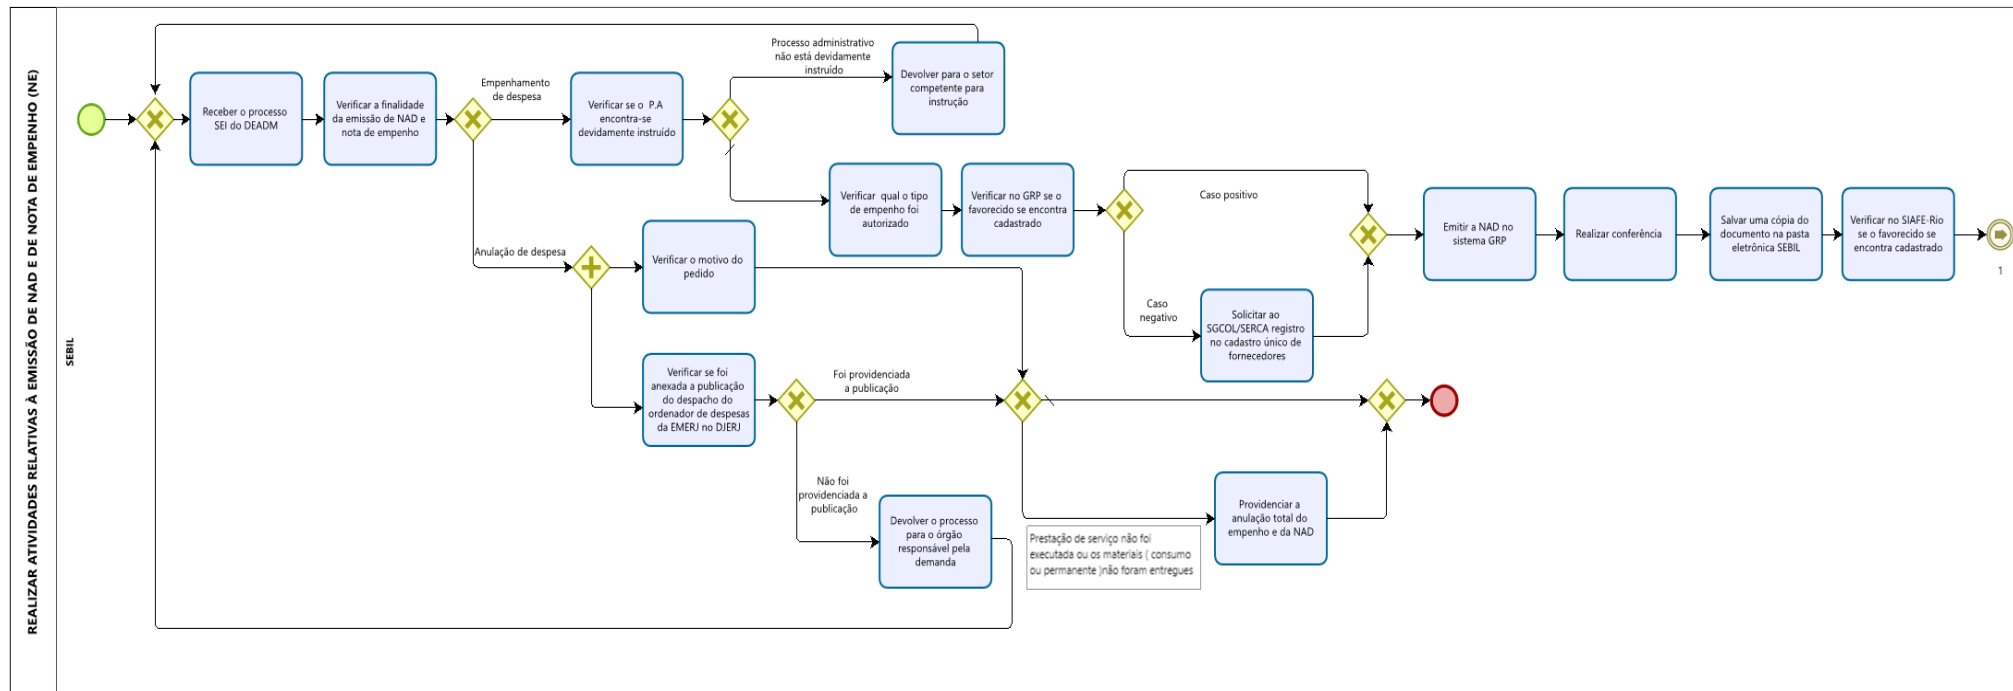 REALIZAR ATIVIDADES RELATIVAS À EMISSÃO DE NAD E DE NOTA DE EMPENHO (NE)
SEBIL
Receber o processo
SEI do DEADM
Verificar a finalidade
da emissão de NAD e
nota de empenho
Empenhamento
de despesa
Verificar se o P.A
encontra-se
devidamente instruído
Processo administrativo
não está devidamente
instruído
Devolver para o setor
competente para
instrução
Verificar qual o tipo
de empenho foi
autorizado
Verificar no GRP se o
favorecido se encontra
cadastrado
Caso positivo
Caso
negativo
Solicitar ao
SGCOL/SERCA registro
no cadastro único de
fornecedores
Emitir a NAD no
sistema GRP
Realizar conferência
Salvar uma cópia do
documento na pasta
eletrônica SEBIL
Verificar no SIAFE-Rio
se o favorecido se
encontra cadastrado
1
Anulação de despesa
Verificar o motivo do
pedido
Verificar se foi
anexada a publicação
do despacho do
ordenador de despesas
da EMERJ no DJERJ
Foi providenciada
a publicação
Não foi
providenciada a
publicação
Devolver o processo
para o órgão
responsável pela
demanda
Prestação de serviço não foi
executada ou os materiais ( consumo
ou permanente )não foram entregues
Providenciar a
anulação total do
empenho e da NAD